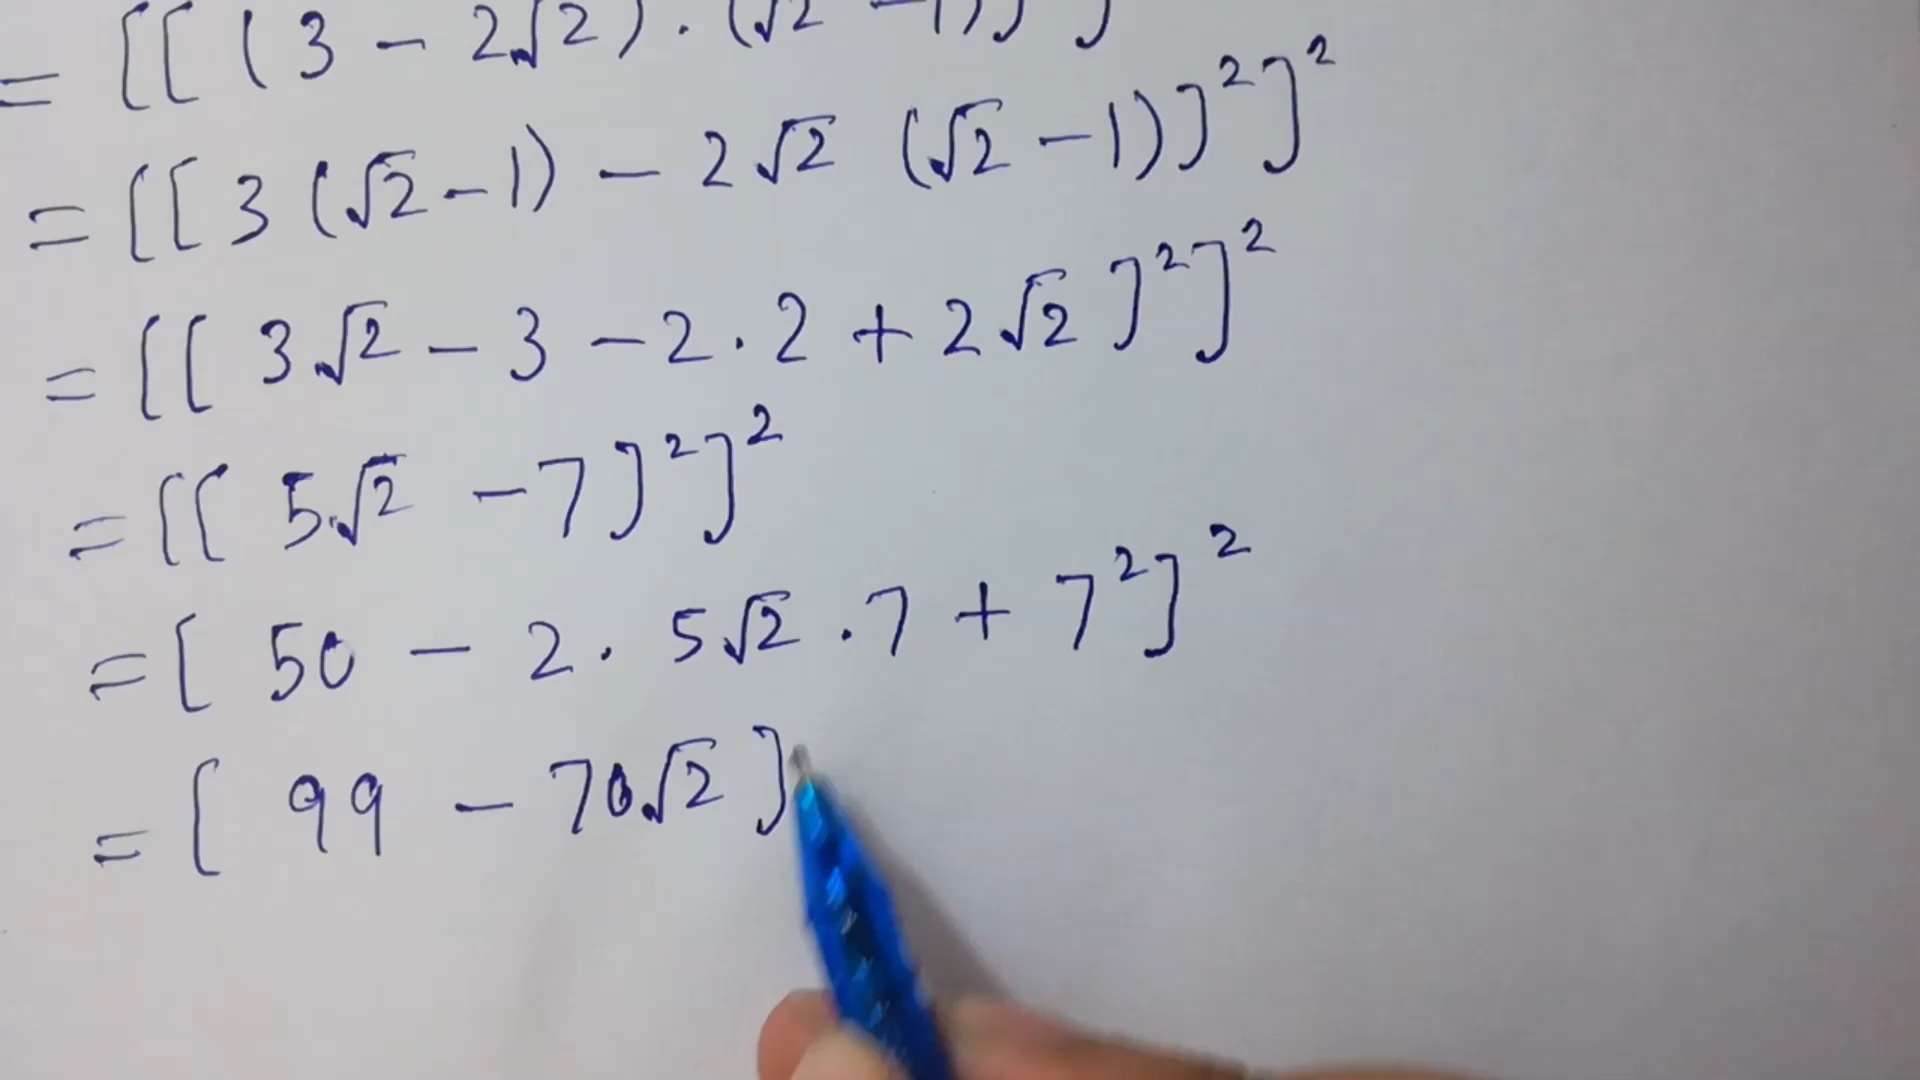 = [[(3 - 2√2) · (√2 - 1)]]
= [[3(√2 - 1) - 2√2 (√2 - 1)]²]²
= [[3√2 - 3 - 2 · 2 + 2√2]²]²
= [[5√2 - 7]²]²
= [50 - 2 · 5√2 · 7 + 7²]²
= [99 - 70√2]